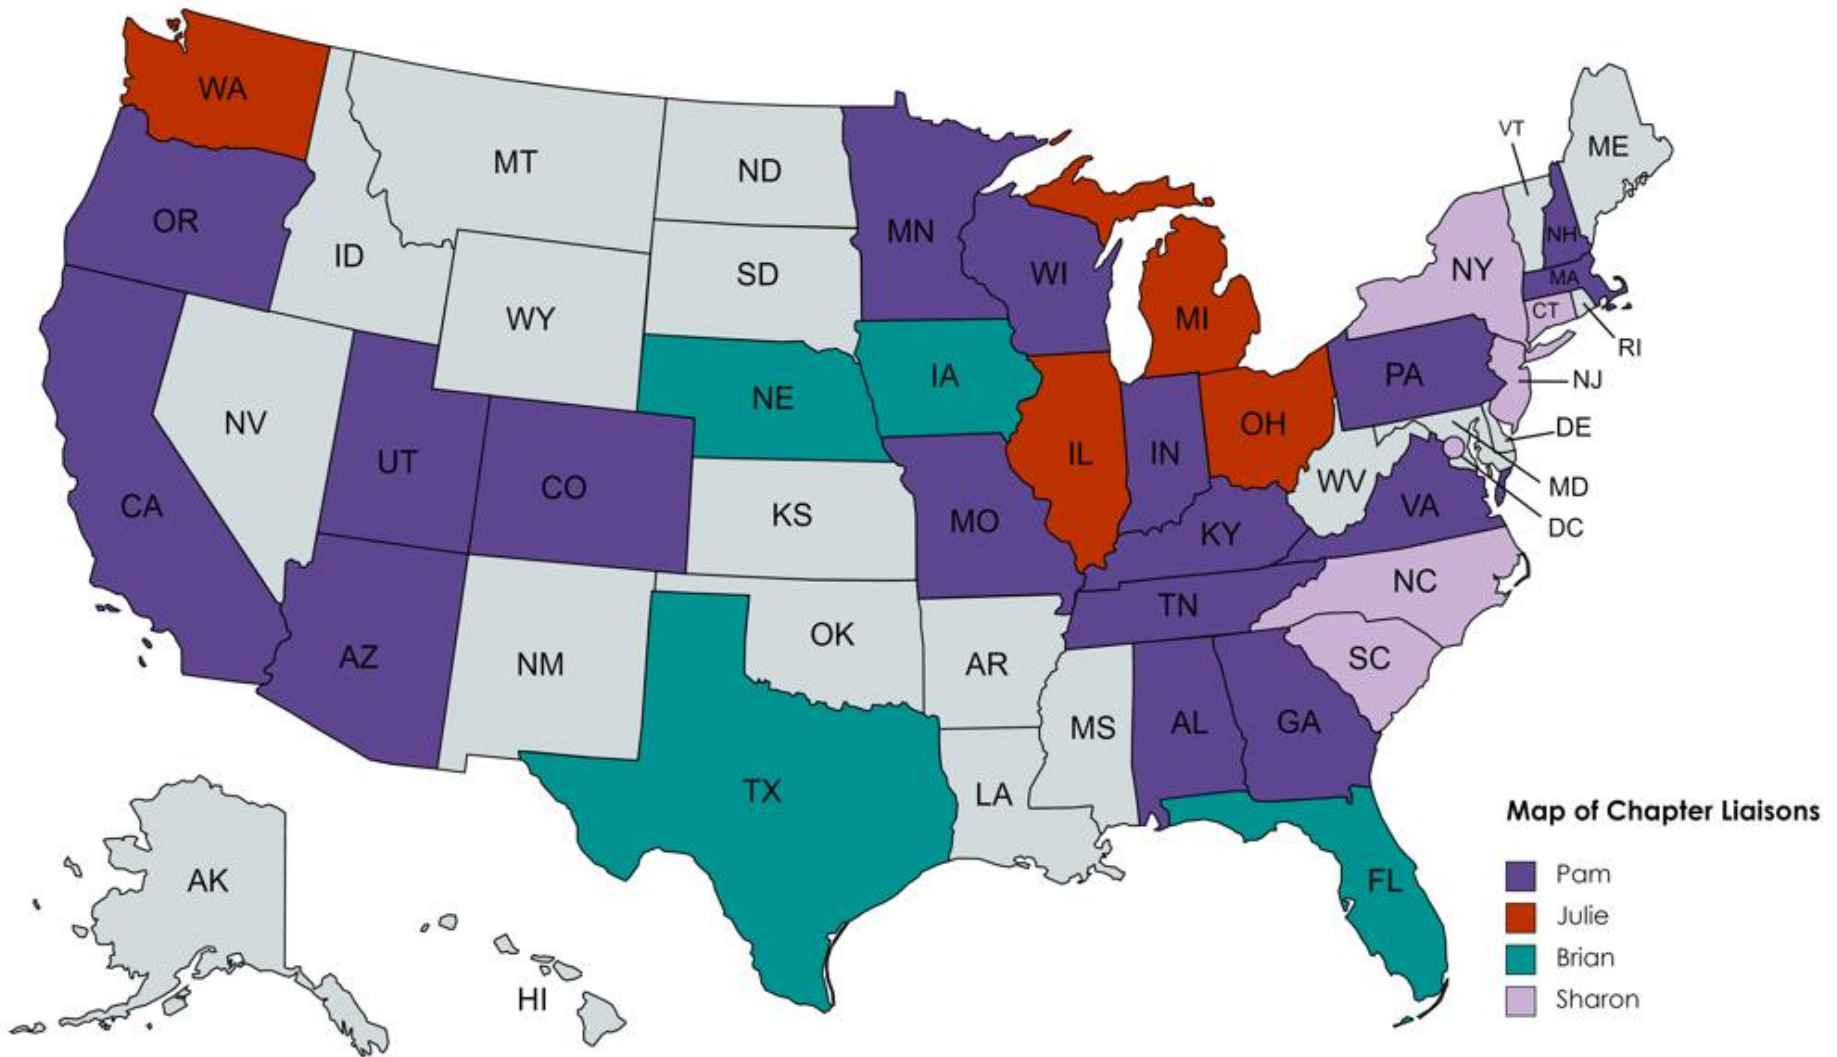 WA
MT
ND
MN
VT
ME
OR
ID
SD
WI
NY
NH
MA
WY
MI
CT
RI
NE
IA
PA
NJ
NV
UT
CO
IL
IN
OH
DE
CA
KS
MO
KY
WV
VA
MD
DC
AZ
NM
OK
AR
TN
NC
SC
MS
AL
GA
TX
LA
FL
AK
HI
Map of Chapter Liaisons
Pam
Julie
Brian
Sharon